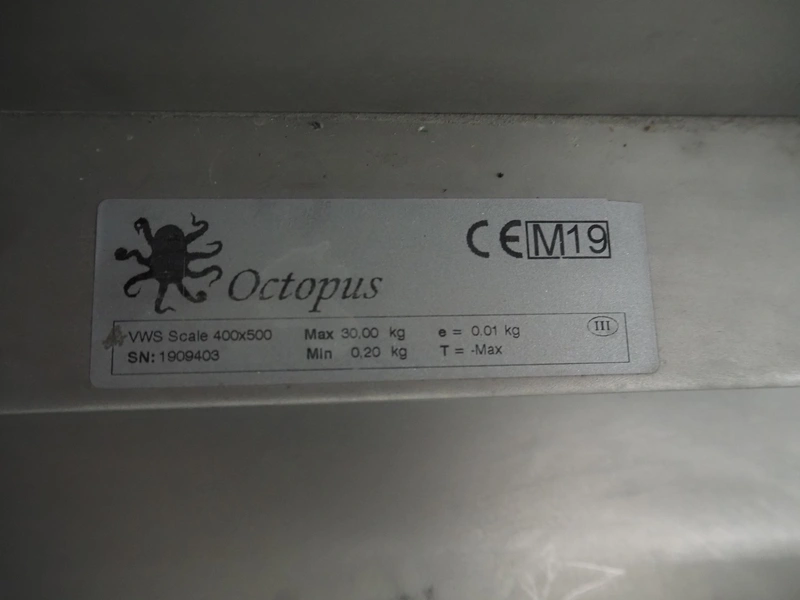 CE M19
Octopus
VWS Scale 400x500 Max 30,00 kg e = 0.01 kg III
SN: 1909403 Min 0,20 kg T = -Max